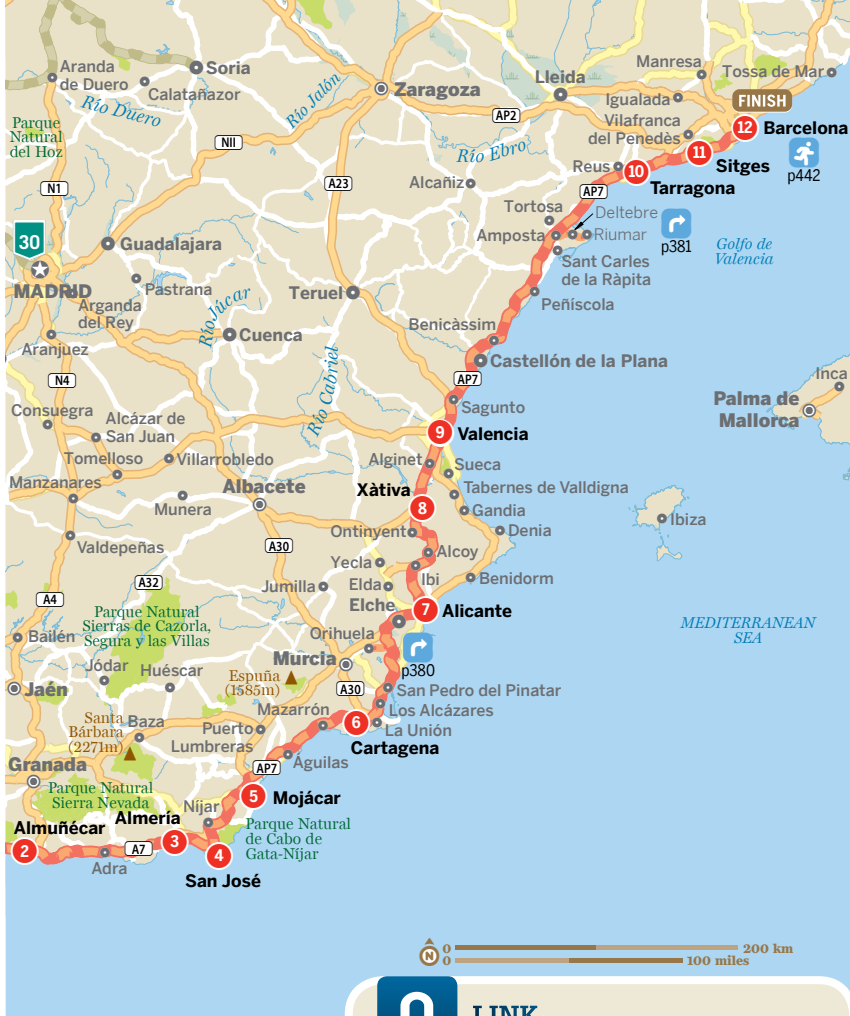 Aranda
de Duero
Soria
Calatañazor
Río Duero
Río Jalón
Zaragoza
Lleida
Manresa
Tossa de Mar
Igualada
FINISH
Vilafranca
del Penedès
12
Barcelona
p442
11
Sitges
AP2
Río Ebro
Reus
10
Tarragona
AP7
Parque
Natural
del Hoz
NII
N1
A23
Alcañiz
Tortosa
Deltebre
Amposta
Riumar
p381
Sant Carles
de la Ràpita
Golfo de
Valencia
30
MADRID
Guadalajara
Pastrana
Arganda
del Rey
Río Júcar
Teruel
Peñíscola
Benicàssim
Cuenca
Aranjuez
Castellón de la Plana
N4
Río Cabriel
AP7
Sagunto
Inca
Palma de
Mallorca
Consuegra
Alcázar de
San Juan
9
Valencia
Tomelloso
Villarrobledo
Alginet
Sueca
Manzanares
Albacete
Xàtiva
8
Tabernes de Valldigna
Munera
Gandia
Ibiza
Ontinyent
Denia
Valdepeñas
A30
Alcoy
Yecla
A32
Jumilla
Elda
Ibi
Benidorm
A4
Elche
7
Alicante
Parque Natural
Sierras de Cazorla,
Segura y las Villas
MEDITERRANEAN
SEA
Bailén
Orihuela
p380
Jódar
Huéscar
Murcia
Espuña
(1585m)
Jaén
A30
San Pedro del Pinatar
Mazarrón
Los Alcázares
Santa
Bárbara
(2271m)
Baza
Puerto
Lumbreras
6
La Unión
Cartagena
Granada
AP7
Águilas
Parque Natural
Sierra Nevada
5
Mojácar
Níjar
Almuñécar
Almería
Parque Natural
de Cabo de
Gata-Níjar
2
A7
3
4
Adra
San José
N
0
200 km
0
100 miles
LINK